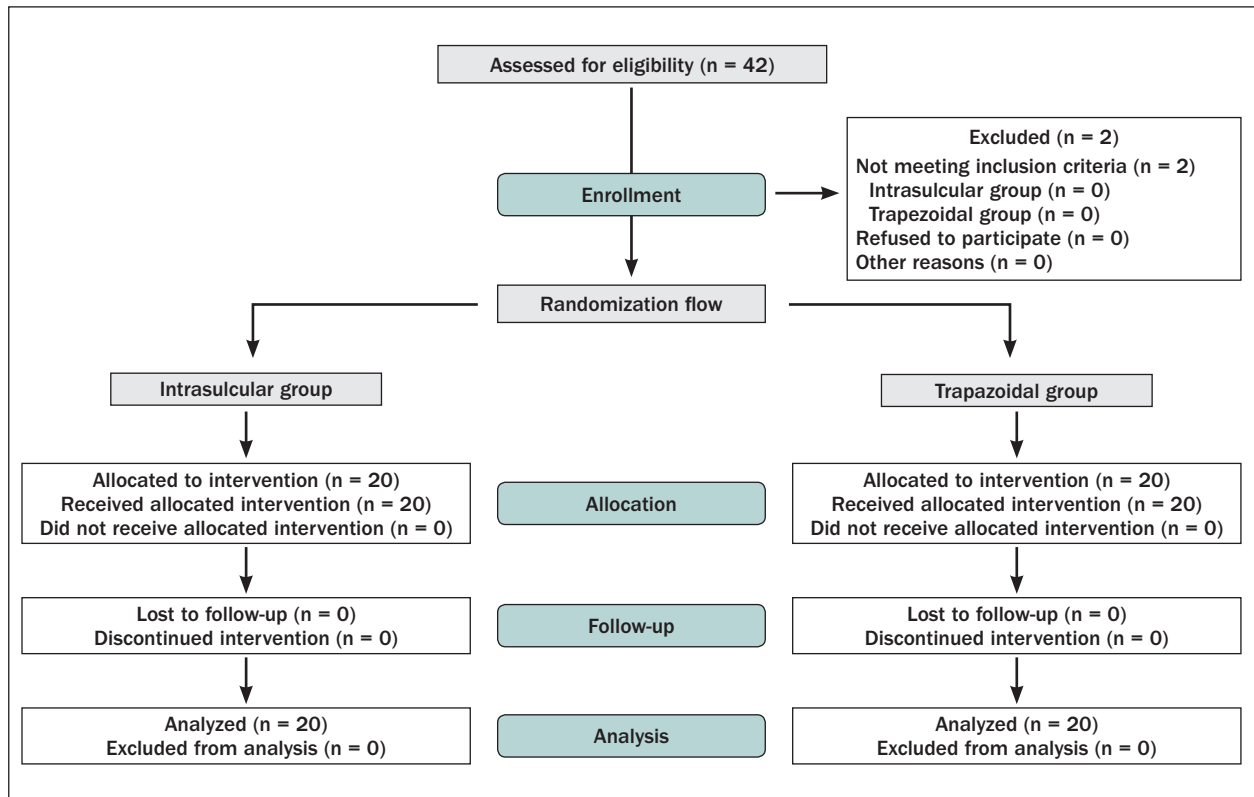 Assessed for eligibility (n = 42)
Excluded (n = 2)
Not meeting inclusion criteria (n = 2)
Intrasulcular group (n = 0)
Trapezoidal group (n = 0)
Refused to participate (n = 0)
Other reasons (n = 0)
Enrollment
Randomization flow
Intrasulcular group
Trapazoidal group
Allocated to intervention (n = 20)
Received allocated intervention (n = 20)
Did not receive allocated intervention (n = 0)
Allocation
Allocated to intervention (n = 20)
Received allocated intervention (n = 20)
Did not receive allocated intervention (n = 0)
Lost to follow-up (n = 0)
Discontinued intervention (n = 0)
Follow-up
Lost to follow-up (n = 0)
Discontinued intervention (n = 0)
Analyzed (n = 20)
Excluded from analysis (n = 0)
Analysis
Analyzed (n = 20)
Excluded from analysis (n = 0)